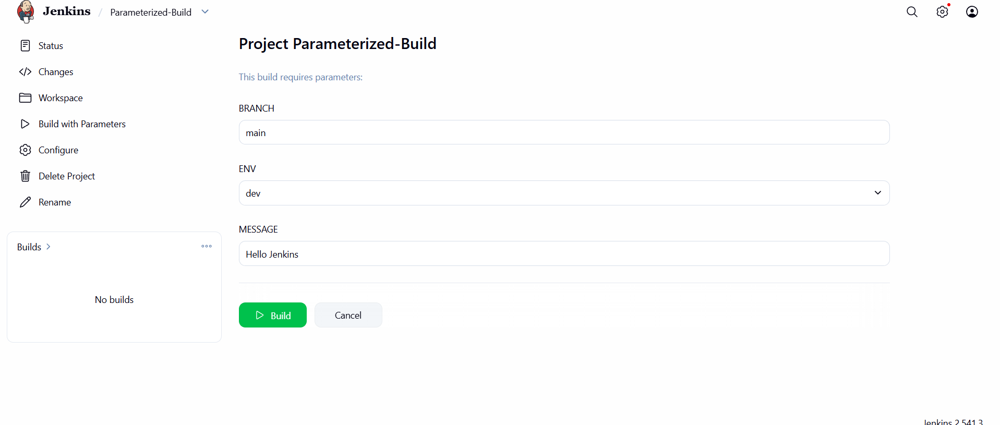 Jenkins / Parameterized-Build
Status
Changes
Workspace
Build with Parameters
Configure
Delete Project
Rename
Builds
No builds
Project Parameterized-Build
This build requires parameters:
BRANCH
main
ENV
dev
MESSAGE
Hello Jenkins
Build
Cancel
Jenkins 2.541.3